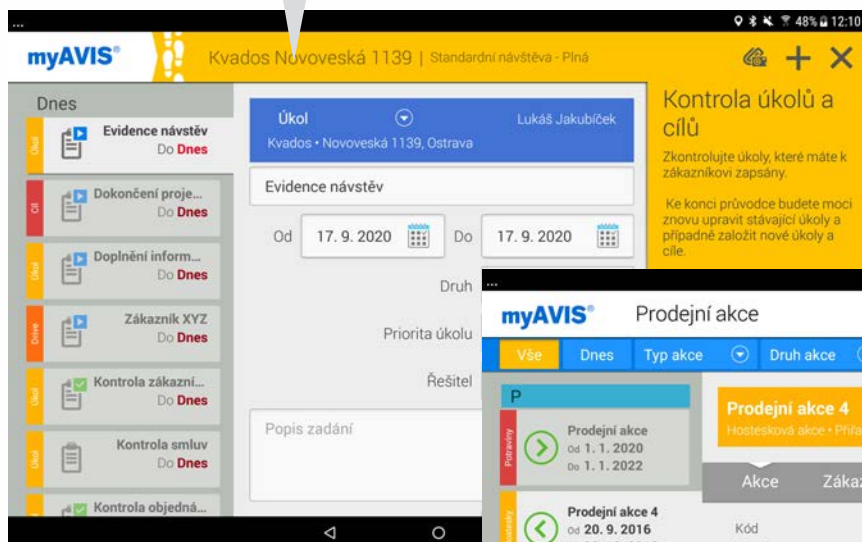 ...
48% 12:10
myAVIS®
Kvados Novoveská 1139 | Standardní návštěva - Plná
Dnes
Úkol
Evidence návstěv
Do Dnes
Cíl
Dokončení proje...
Do Dnes
Úkol
Doplnění inform...
Do Dnes
Drive
Zákazník XYZ
Do Dnes
Úkol
Kontrola zákazní...
Do Dnes
Úkol
Kontrola smluv
Do Dnes
Kontrola objedná...
Úkol
Lukáš Jakubíček
Kvados • Novoveská 1139, Ostrava
Evidence návstěv
Od 17. 9. 2020 Do 17. 9. 2020
Druh
Priorita úkolu
Řešitel
Popis zadání
Kontrola úkolů a
cílů
Zkontrolujte úkoly, které máte k
zákazníkovi zapsány.
Ke konci průvodce budete moci
znovu upravit stávající úkoly a
případně založit nové úkoly a
cíle.
...
myAVIS®
Prodejní akce
Vše Dnes Typ akce Druh akce
P
Potraviny
Prodejní akce
Od 1. 1. 2020
Do 1. 1. 2022
Prodejní akce 4
Od 20. 9. 2016
Prodejní akce 4
Hostesková akce •
Akce
Kód